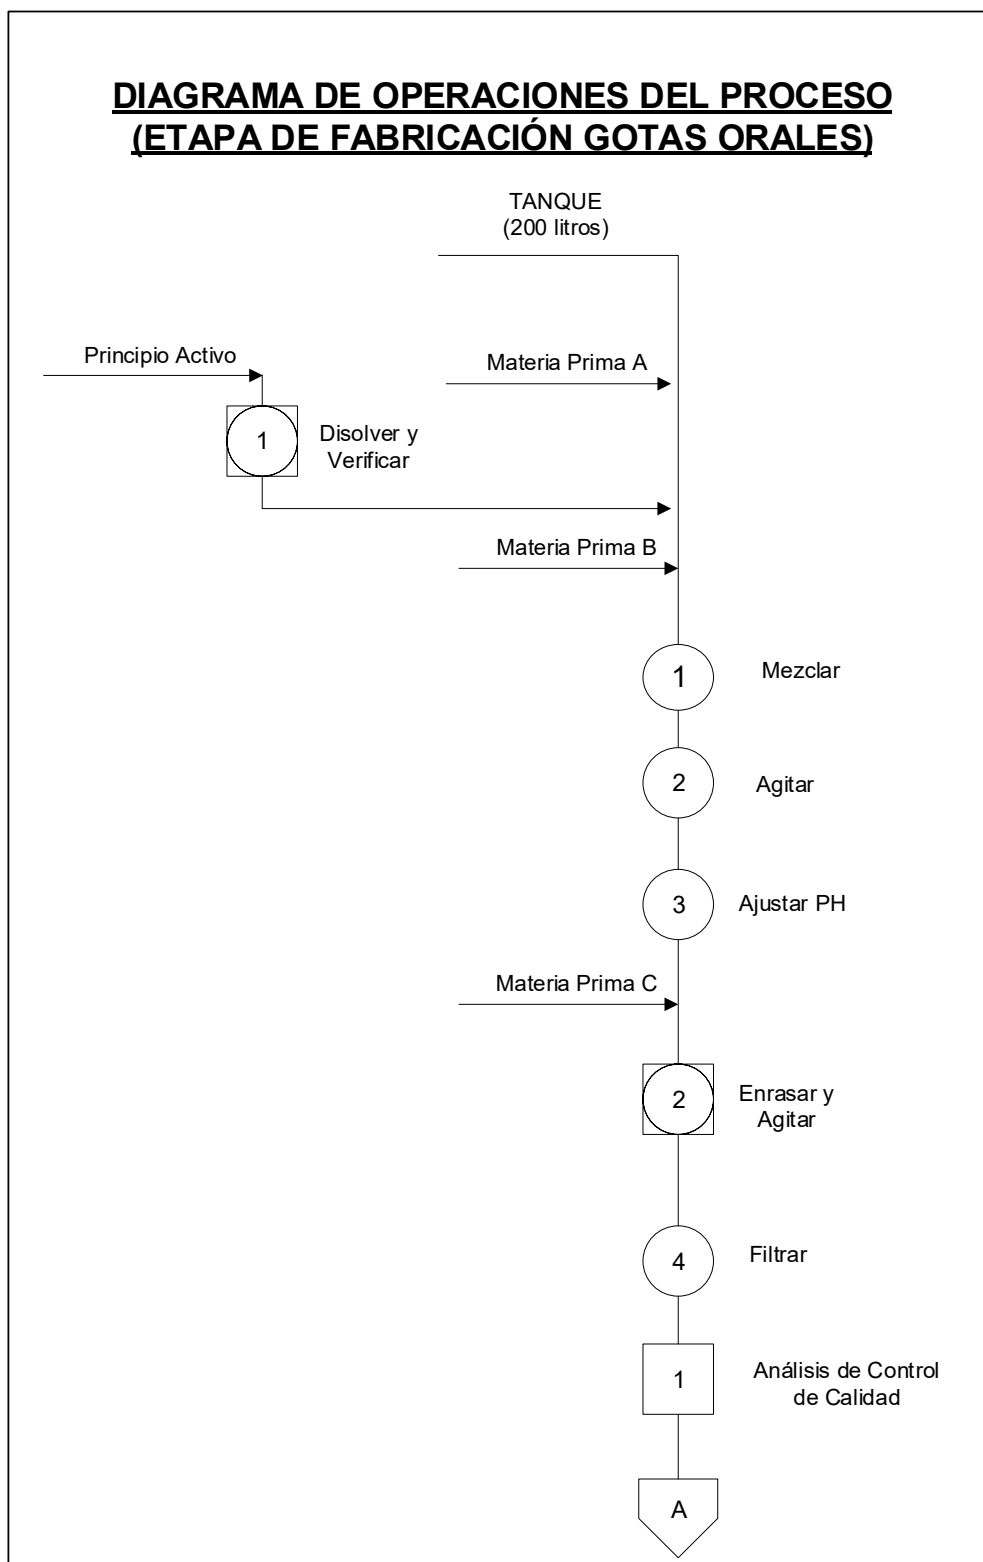 DIAGRAMA DE OPERACIONES DEL PROCESO
(ETAPA DE FABRICACIÓN GOTAS ORALES)
TANQUE
(200 litros)
Principio Activo
Materia Prima A
1
Disolver y
Verificar
Materia Prima B
1
Mezclar
2
Agitar
3
Ajustar PH
Materia Prima C
2
Enrasar y
Agitar
4
Filtrar
1
Análisis de Control
de Calidad
A